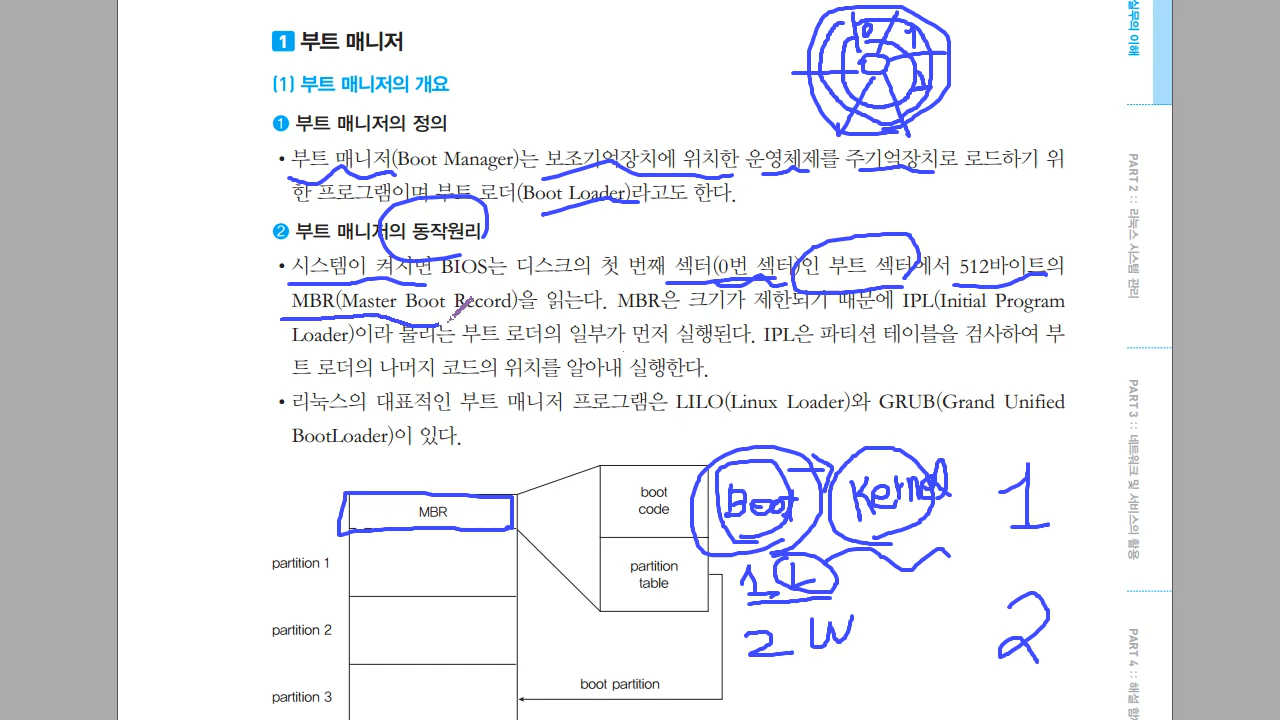 1 부트 매니저
(1) 부트 매니저의 개요
1 부트 매니저의 정의
• 부트 매니저(Boot Manager)는 보조기억장치에 위치한 운영체제를 주기억장치로 로드하기 위
한 프로그램이며 부트 로더(Boot Loader)라고도 한다.
2 부트 매니저의 동작원리
• 시스템이 켜지면 BIOS는 디스크의 첫 번째 섹터(0번 섹터)인 부트 섹터에서 512바이트의
MBR(Master Boot Record)을 읽는다. MBR은 크기가 제한되기 때문에 IPL(Initial Program
Loader)이라 불리는 부트 로더의 일부가 먼저 실행된다. IPL은 파티션 테이블을 검사하여 부
트 로더의 나머지 코드의 위치를 알아내 실행한다.
• 리눅스의 대표적인 부트 매니저 프로그램은 LILO(Linux Loader)와 GRUB(Grand Unified
BootLoader)이 있다.
MBR
boot
code
partition
table
partition 1
partition 2
partition 3
boot partition
Boot
Kernel
1
1. L
2 W
2
0 1
2
실무의 이해
PART 2 :: 리눅스 시스템 관리
PART 3 :: 네트워크 및 서비스의 활용
PART 4 :: 해설